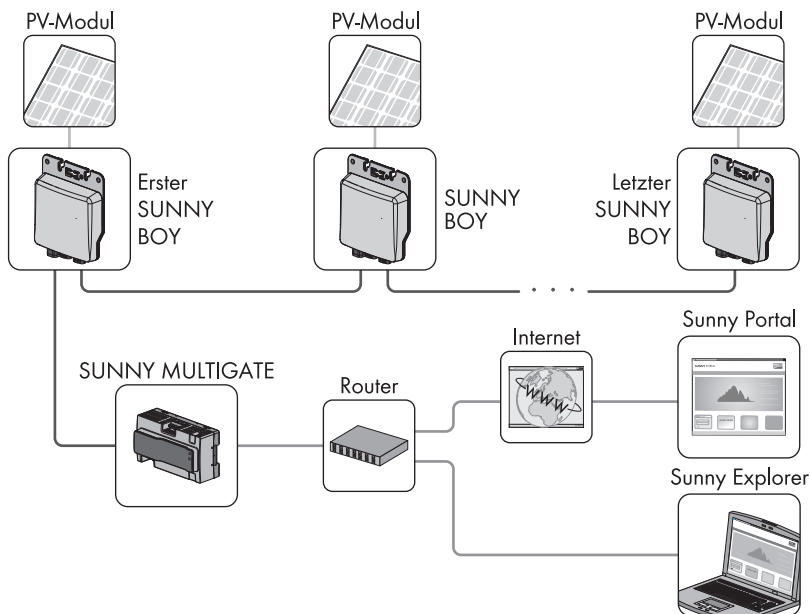 PV-Modul
PV-Modul
PV-Modul
Erster
SUNNY
BOY
SUNNY
BOY
Letzter
SUNNY
BOY
. . .
SUNNY MULTIGATE
Router
Internet
WWW
Sunny Portal
Sunny Explorer